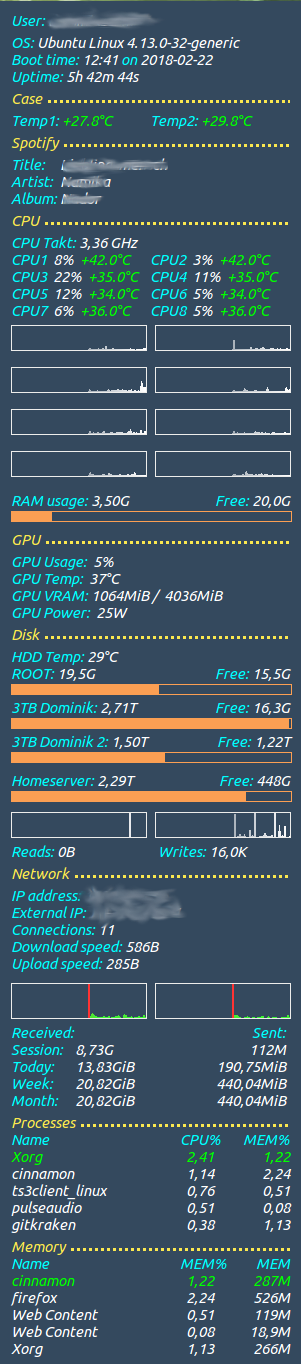 User:
OS: Ubuntu Linux 4.13.0-32-generic
Boot time: 12:41 on 2018-02-22
Uptime: 5h 42m 44s
Case
Temp1: +27.8°C Temp2: +29.8°C
Spotify
Title:
Artist:
Album:
CPU
CPU Takt: 3,36 GHz
CPU1 8% +42.0°C CPU2 3% +42.0°C
CPU3 22% +35.0°C CPU4 11% +35.0°C
CPU5 12% +34.0°C CPU6 5% +34.0°C
CPU7 6% +36.0°C CPU8 5% +36.0°C
RAM usage: 3,50G Free: 20,0G
GPU
GPU Usage: 5%
GPU Temp: 37°C
GPU VRAM: 1064MiB / 4036MiB
GPU Power: 25W
Disk
HDD Temp: 29°C
ROOT: 19,5G Free: 15,5G
3TB Dominik: 2,71T Free: 16,3G
3TB Dominik 2: 1,50T Free: 1,22T
Homeserver: 2,29T Free: 448G
Reads: 0B Writes: 16,0K
Network
IP address:
External IP:
Connections: 11
Download speed: 586B
Upload speed: 285B
Received: Sent:
Session: 8,73G 112M
Today: 13,83GiB 190,75MiB
Week: 20,82GiB 440,04MiB
Month: 20,82GiB 440,04MiB
Processes
Name CPU% MEM%
Xorg 2,41 1,22
cinnamon 1,14 2,24
ts3client_linux 0,76 0,51
pulseaudio 0,51 0,08
gitkraken 0,38 1,13
Memory
Name MEM% MEM
cinnamon 1,22 287M
firefox 2,24 526M
Web Content 0,51 119M
Web Content 0,08 18,9M
Xorg 1,13 266M